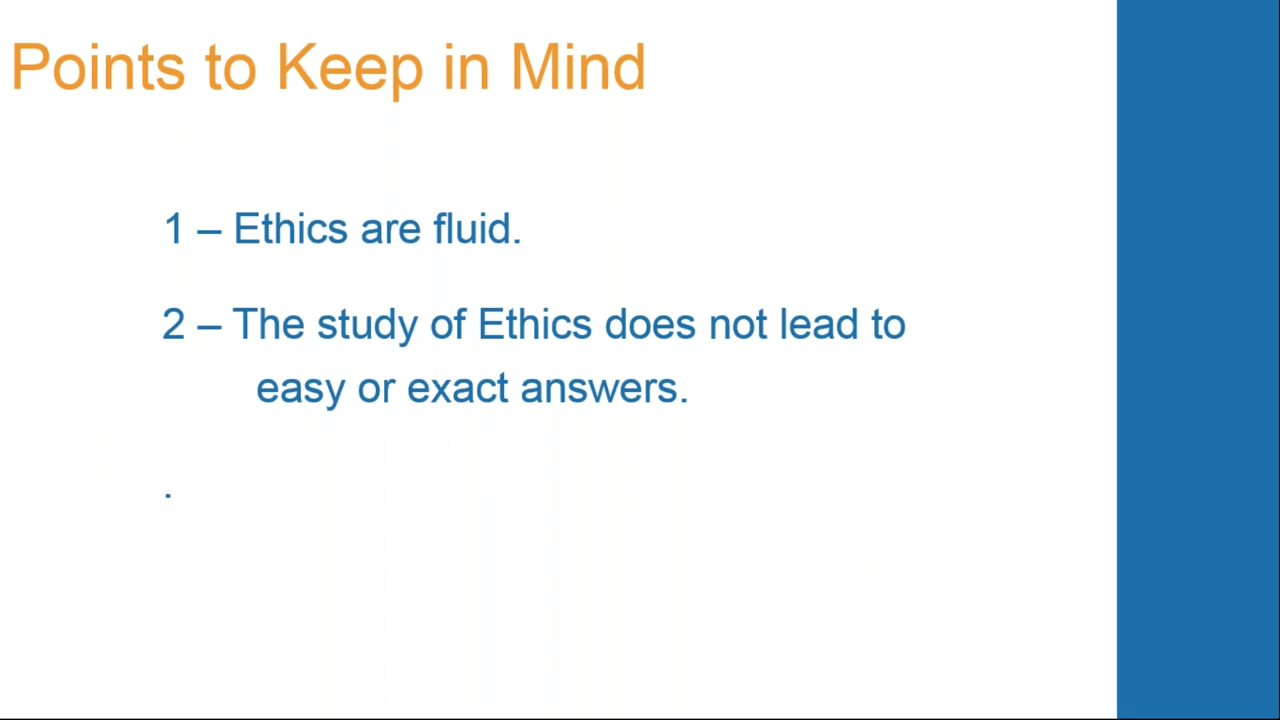 Points to Keep in Mind
1 – Ethics are fluid.
2 – The study of Ethics does not lead to
easy or exact answers.
.